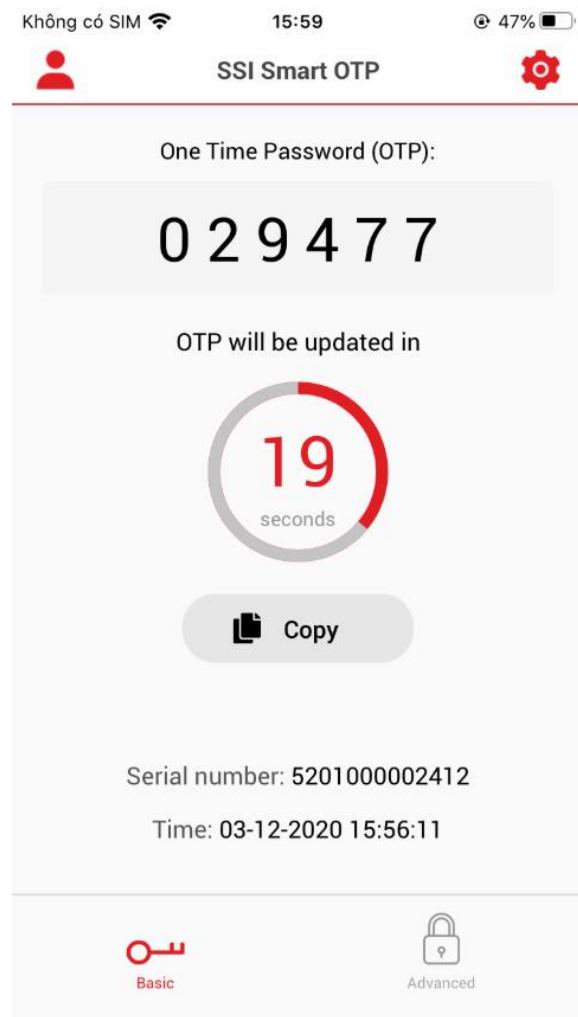 Không có SIM 15:59 47%
SSI Smart OTP
One Time Password (OTP):
029477
OTP will be updated in
19
seconds
Copy
Serial number: 5201000002412
Time: 03-12-2020 15:56:11
Basic Advanced